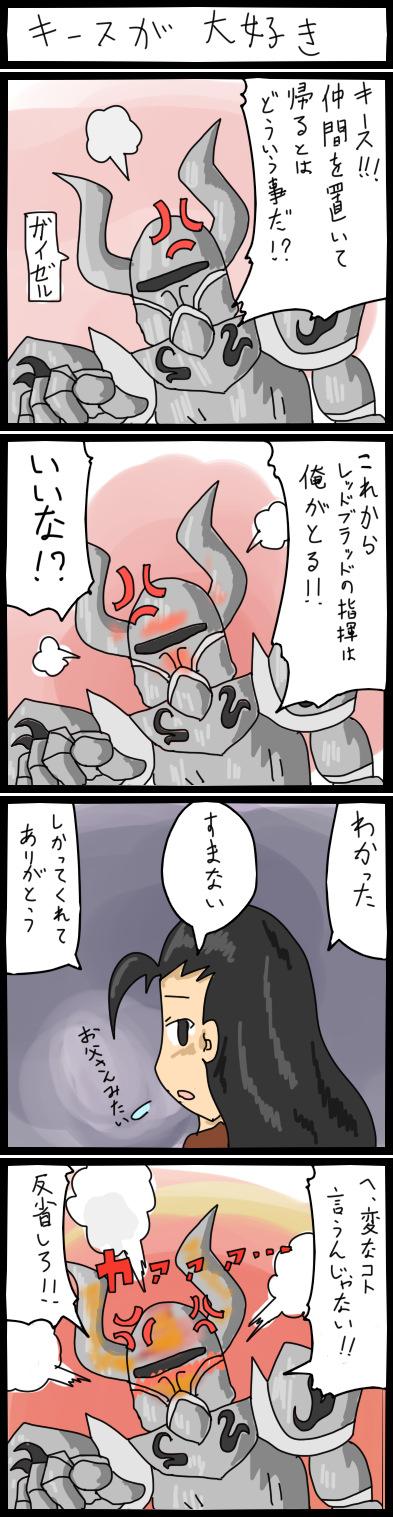 キースが 大好き
キース!!!
仲間を置いて
帰るとは
どういう事だ!?
ガイゼル
これから
レッドブラッドの指揮は
俺がとる!!
いいな!?
わかった
すまない
しかってくれて
ありがとう
お父さんみたい
へ、変なコト
言うんじゃない!!
カァァァァ…
反省しろ!!